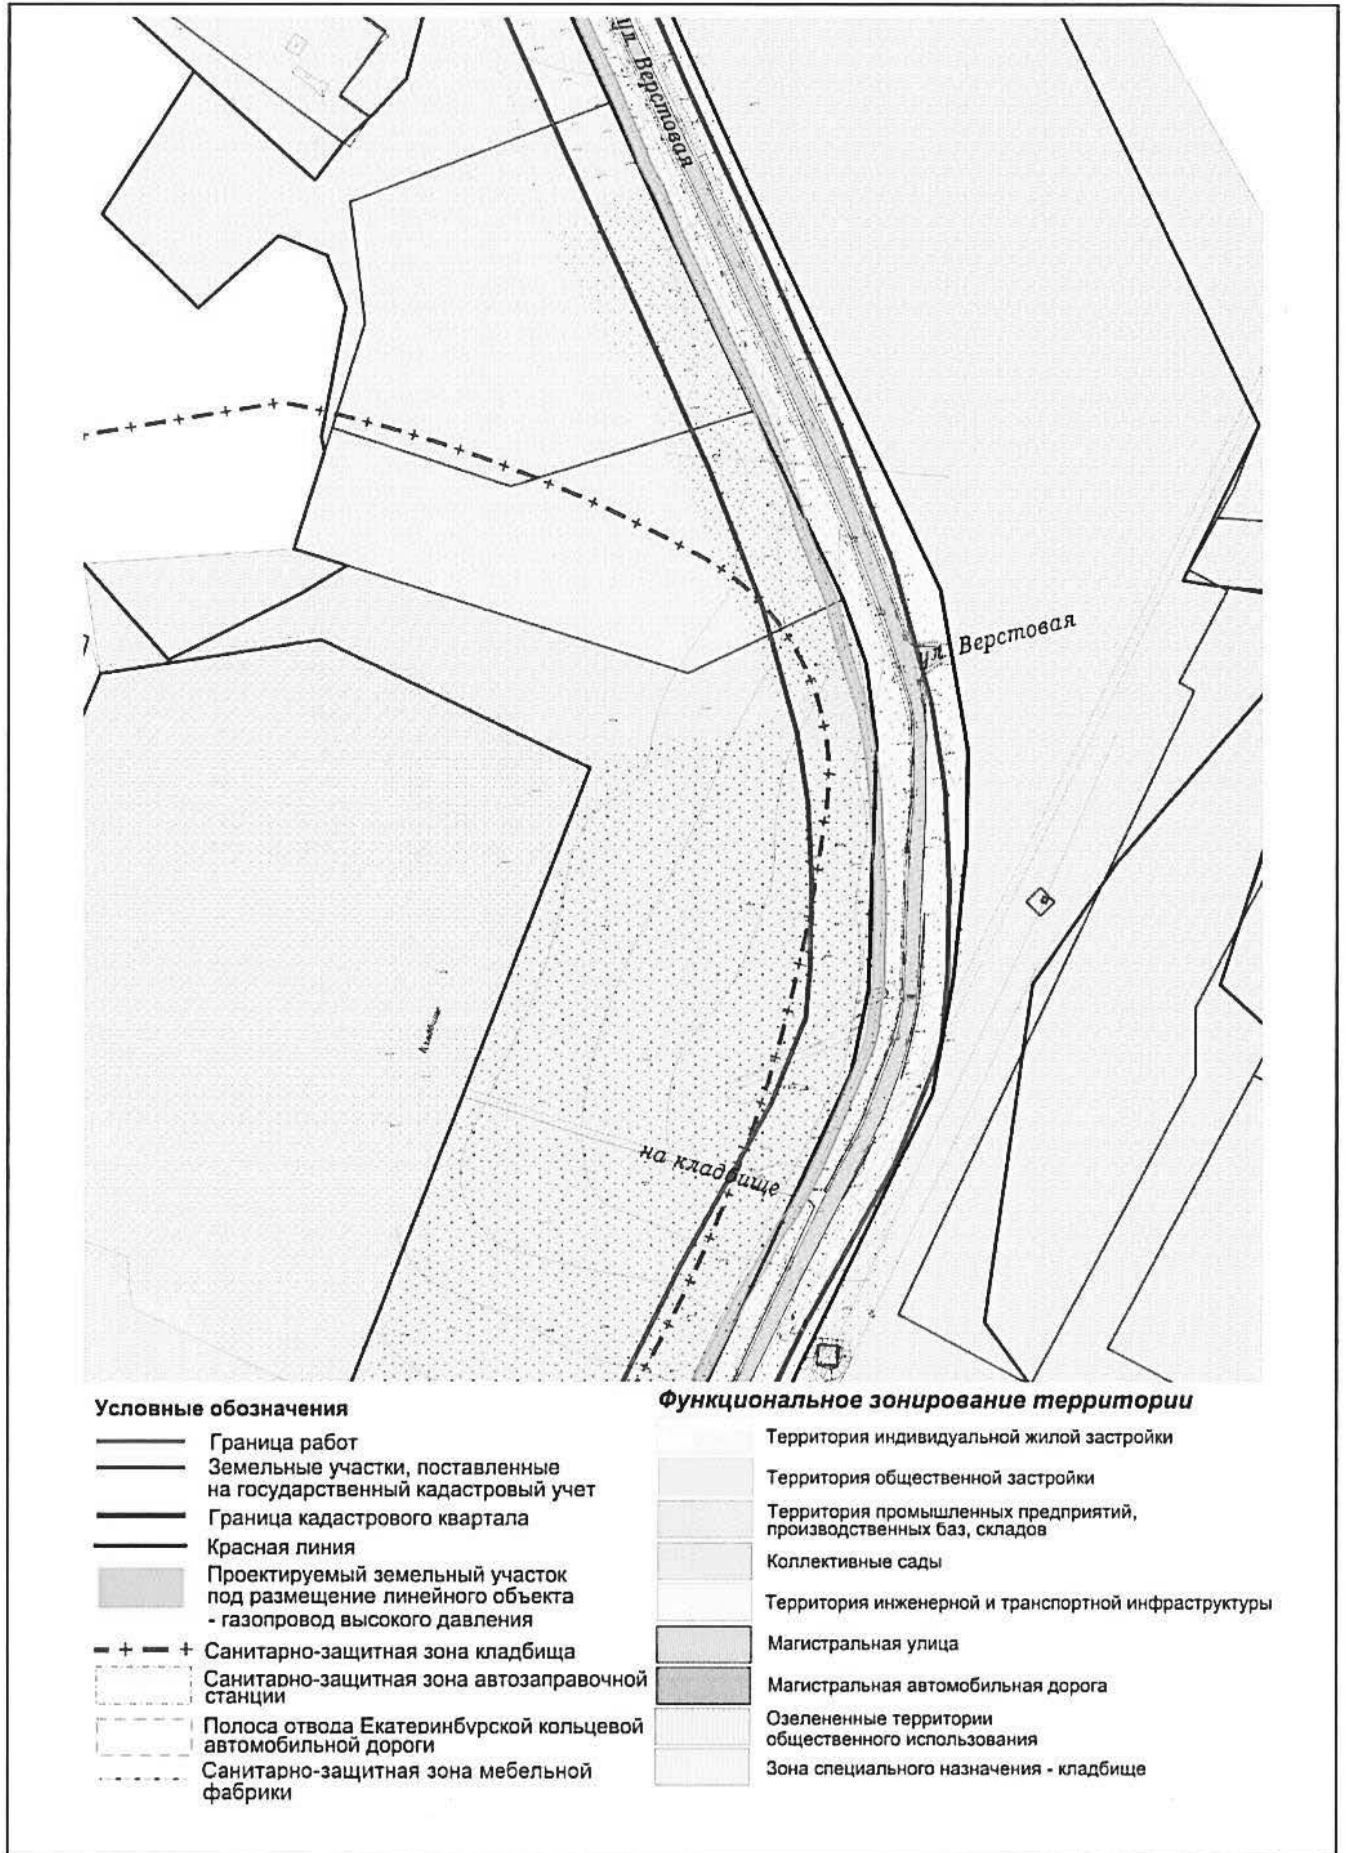 ул. Верстовая
ул. Верстовая
Кладбище
на кладбище
Условные обозначения
Граница работ
Земельные участки, поставленные
на государственный кадастровый учет
Граница кадастрового квартала
Красная линия
Проектируемый земельный участок
под размещение линейного объекта
- газопровод высокого давления
Санитарно-защитная зона кладбища
Санитарно-защитная зона автозаправочной
станции
Полоса отвода Екатеринбурской кольцевой
автомобильной дороги
Санитарно-защитная зона мебельной
фабрики
Функциональное зонирование территории
Территория индивидуальной жилой застройки
Территория общественной застройки
Территория промышленных предприятий,
производственных баз, складов
Коллективные сады
Территория инженерной и транспортной инфраструктуры
Магистральная улица
Магистральная автомобильная дорога
Озелененные территории
общественного использования
Зона специального назначения - кладбище